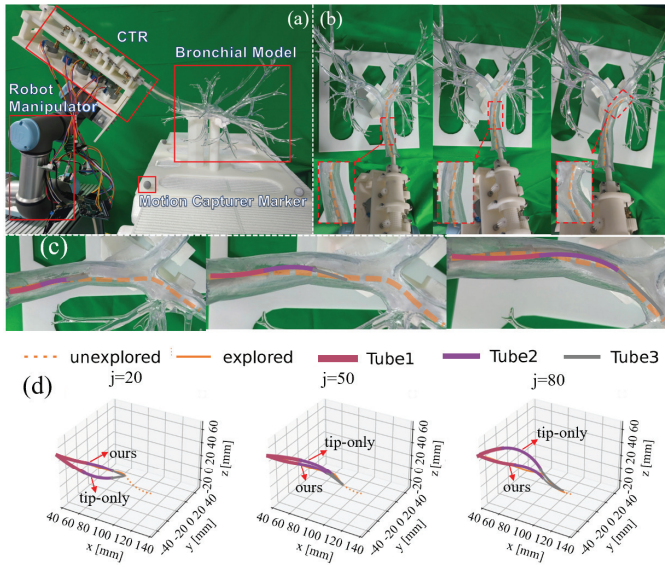 (a)
CTR
Bronchial Model
Robot
Manipulator
Motion Capturer Marker
(b)
(c)
unexplored explored Tube1 Tube2 Tube3
(d)
j=20 j=50 j=80
ours
tip-only
tip-only
ours
tip-only
ours
40 60 80 100 120 140
x [mm]
-40 -20 0 20 40
y [mm]
-20 0 20 40 60
z [mm]
40 60 80 100 120 140
x [mm]
-40 -20 0 20 40
y [mm]
-20 0 20 40 60
z [mm]
40 60 80 100 120 140
x [mm]
-40 -20 0 20 40
y [mm]
-20 0 20 40 60
z [mm]